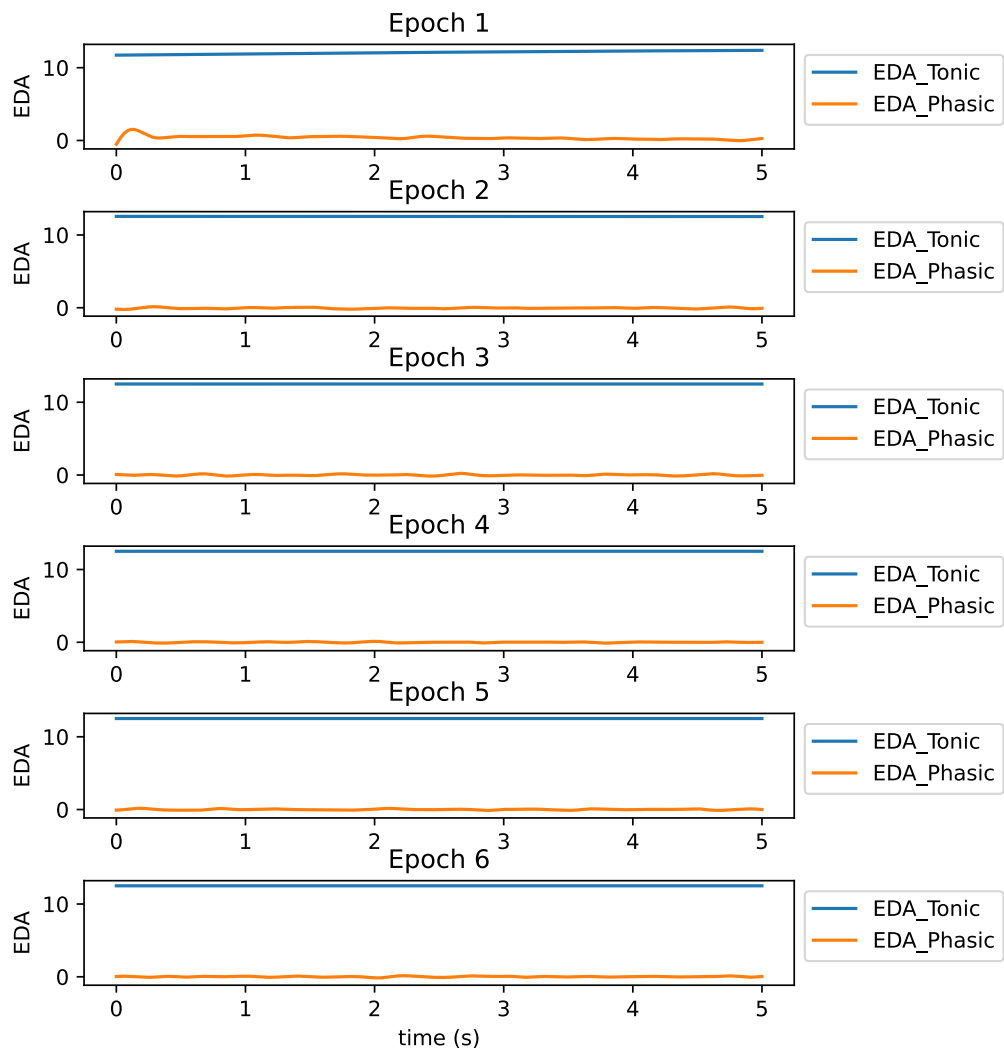 Epoch 1
EDA
10
0
0 1 2 3 4 5
EDA_Tonic
EDA_Phasic
Epoch 2
EDA
10
0
0 1 2 3 4 5
EDA_Tonic
EDA_Phasic
Epoch 3
EDA
10
0
0 1 2 3 4 5
EDA_Tonic
EDA_Phasic
Epoch 4
EDA
10
0
0 1 2 3 4 5
EDA_Tonic
EDA_Phasic
Epoch 5
EDA
10
0
0 1 2 3 4 5
EDA_Tonic
EDA_Phasic
Epoch 6
EDA
10
0
0 1 2 3 4 5
EDA_Tonic
EDA_Phasic
time (s)